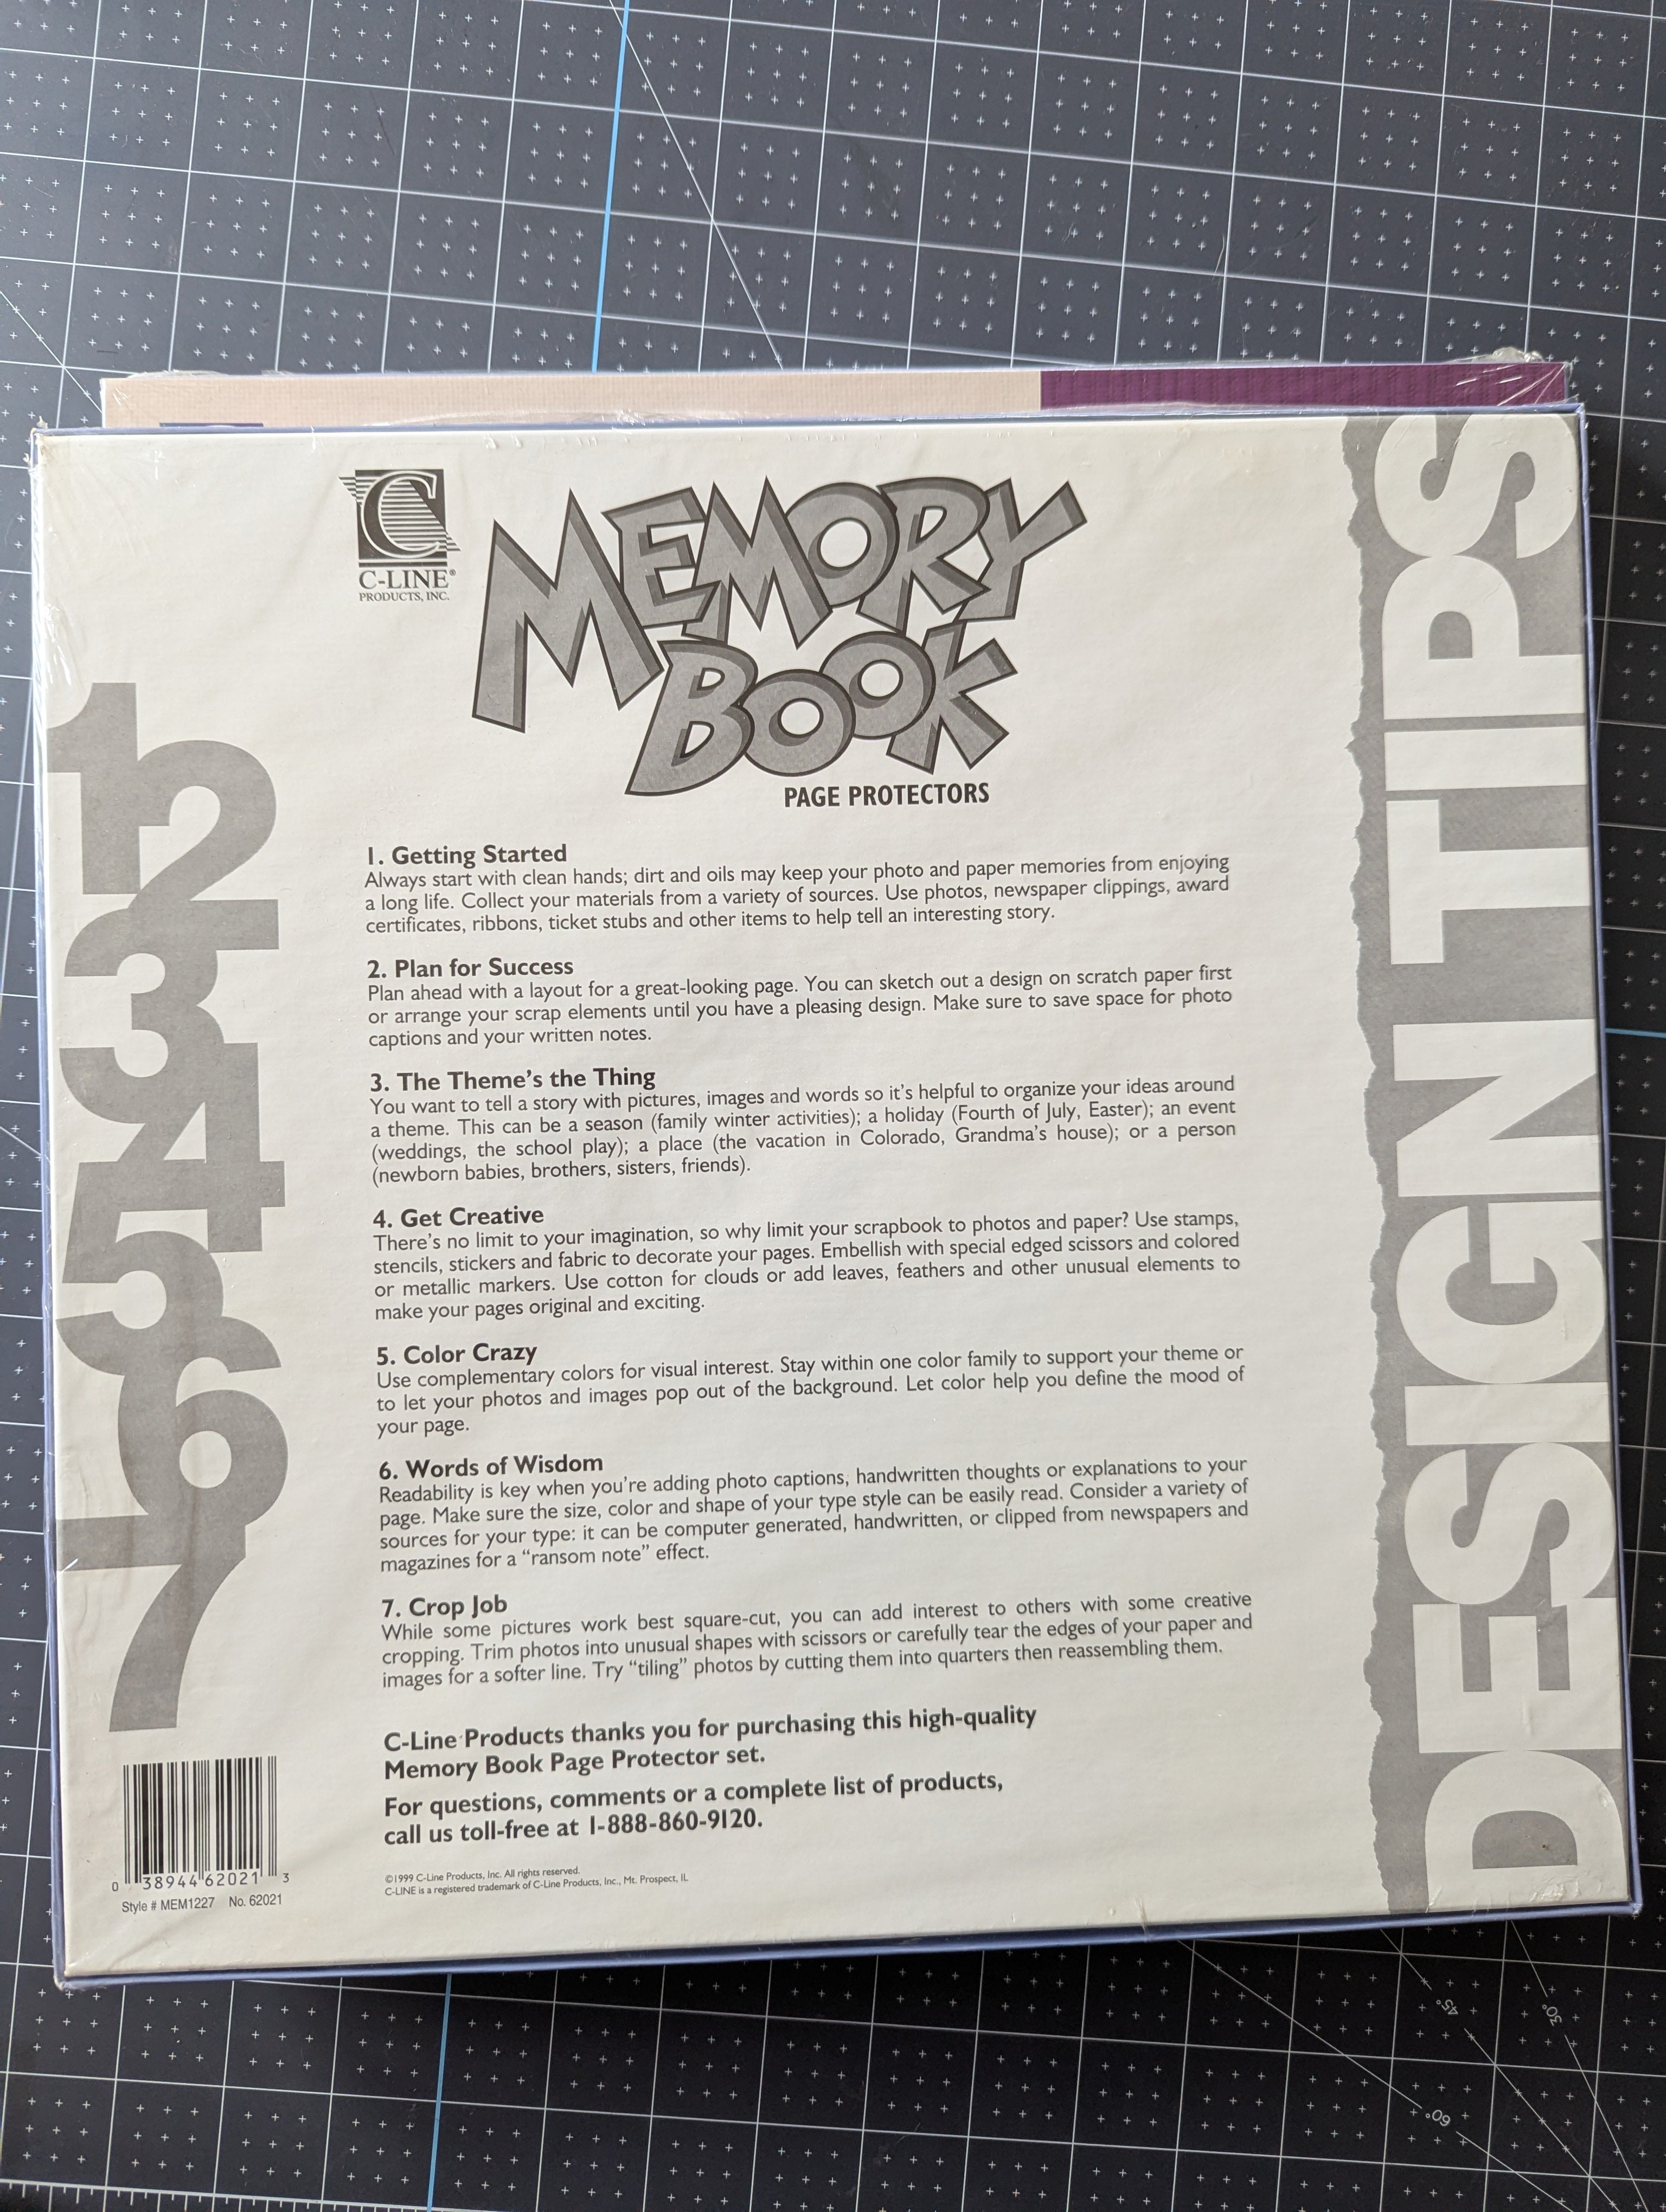 C
C-LINE®
PRODUCTS, INC.
MEMORY
BOOK
PAGE PROTECTORS
1
2
3
4
5
6
7
DESIGN TIPS
1. Getting Started
Always start with clean hands; dirt and oils may keep your photo and paper memories from enjoying
a long life. Collect your materials from a variety of sources. Use photos, newspaper clippings, award
certificates, ribbons, ticket stubs and other items to help tell an interesting story.
2. Plan for Success
Plan ahead with a layout for a great-looking page. You can sketch out a design on scratch paper first
or arrange your scrap elements until you have a pleasing design. Make sure to save space for photo
captions and your written notes.
3. The Theme's the Thing
You want to tell a story with pictures, images and words so it's helpful to organize your ideas around
a theme. This can be a season (family winter activities); a holiday (Fourth of July, Easter); an event
(weddings, the school play); a place (the vacation in Colorado, Grandma's house); or a person
(newborn babies, brothers, sisters, friends).
4. Get Creative
There's no limit to your imagination, so why limit your scrapbook to photos and paper? Use stamps,
stencils, stickers and fabric to decorate your pages. Embellish with special edged scissors and colored
or metallic markers. Use cotton for clouds or add leaves, feathers and other unusual elements to
make your pages original and exciting.
5. Color Crazy
Use complementary colors for visual interest. Stay within one color family to support your theme or
to let your photos and images pop out of the background. Let color help you define the mood of
your page.
6. Words of Wisdom
Readability is key when you're adding photo captions, handwritten thoughts or explanations to your
page. Make sure the size, color and shape of your type style can be easily read. Consider a variety of
sources for your type: it can be computer generated, handwritten, or clipped from newspapers and
magazines for a "ransom note" effect.
7. Crop Job
While some pictures work best square-cut, you can add interest to others with some creative
cropping. Trim photos into unusual shapes with scissors or carefully tear the edges of your paper and
images for a softer line. Try "tiling" photos by cutting them into quarters then reassembling them.
C-Line Products thanks you for purchasing this high-quality
Memory Book Page Protector set.
For questions, comments or a complete list of products,
call us toll-free at 1-888-860-9120.
©1999 C-Line Products, Inc. All rights reserved.
C-LINE is a registered trademark of C-Line Products, Inc., Mt. Prospect, IL
0 38944 62021 3
Style # MEM1227 No. 62021
45°
30°
60°